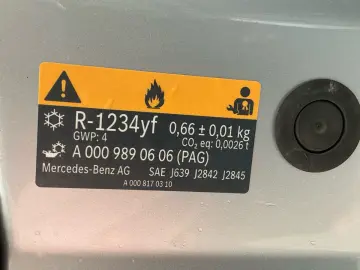 R-1234yf 0,66 ± 0,01 kg
GWP: 4 CO₂ eq: 0,0026 t
A 000 989 06 06 (PAG)
Mercedes-Benz AG SAE J639 J2842 J2845
A 000 817 03 10